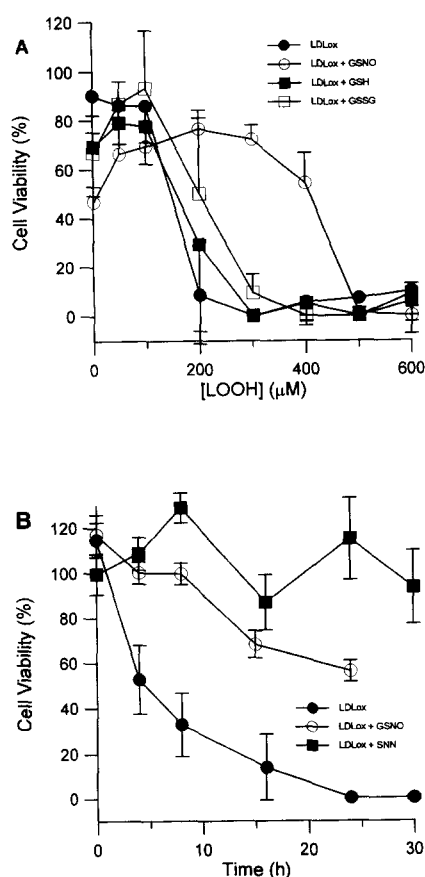 A
LDLox
LDLox + GSNO
LDLox + GSH
LDLox + GSSG
120
100
80
60
40
20
0
Cell Viability (%)
0 200 400 600
[LOOH] (μM)
B
120
100
80
60
40
20
0
Cell Viability (%)
LDLox
LDLox + GSNO
LDLox + SNN
0 10 20 30
Time (h)